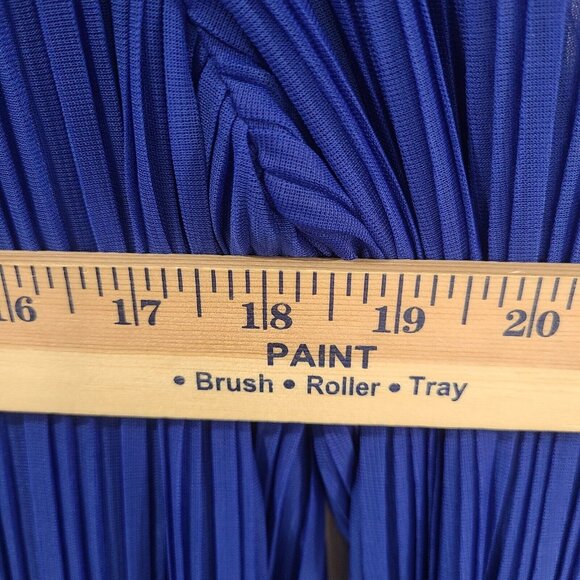 16 17 18 19 20
PAINT
• Brush • Roller • Tray